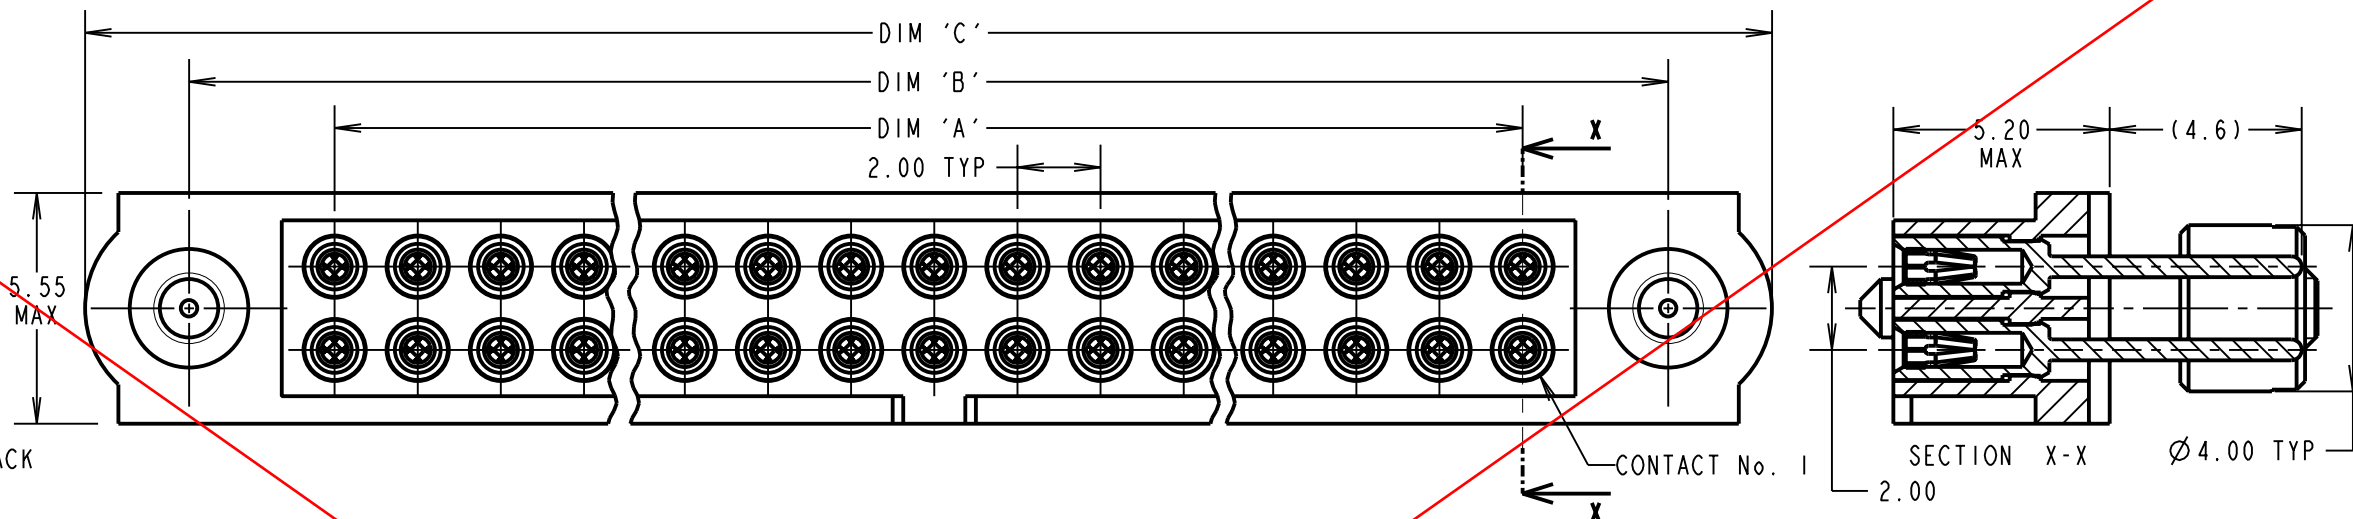 DIM 'C'
DIM 'B'
DIM 'A'
X
2.00 TYP
5.20
MAX
(4.6)
5.55
MAX
ACK
CONTACT No. 1
SECTION X-X
Ø4.00 TYP
2.00
X